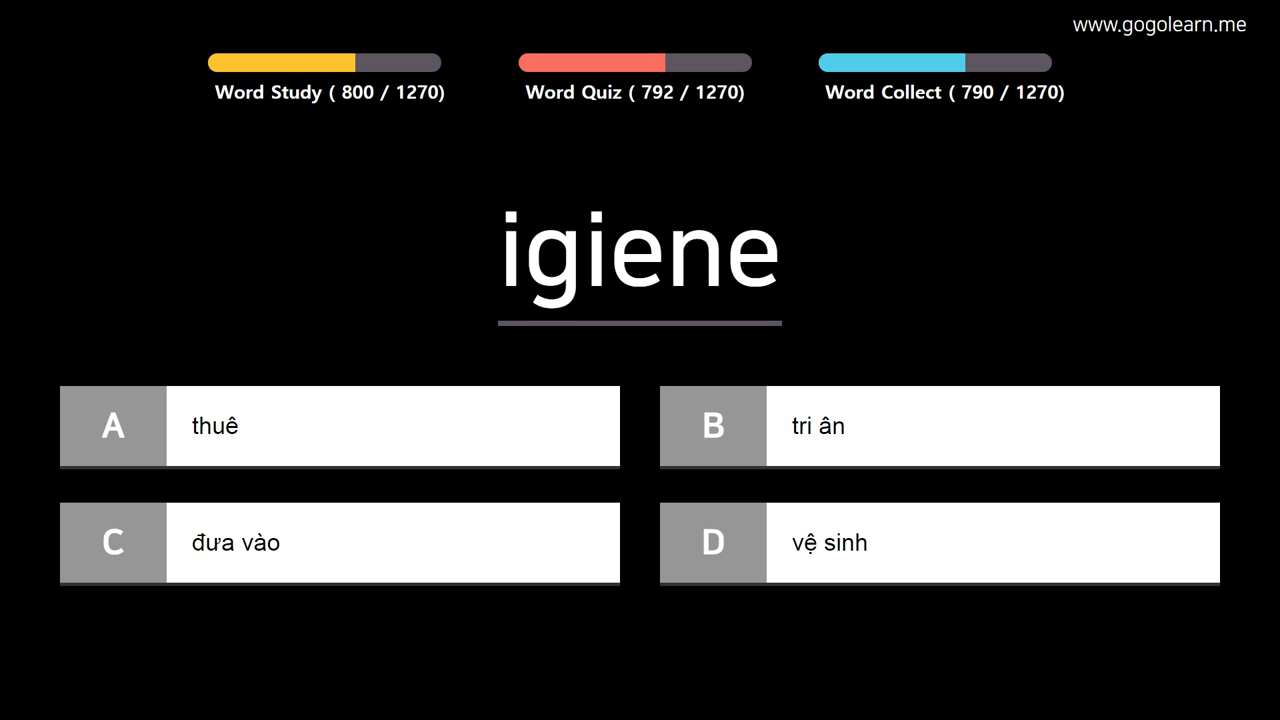 www.gogolearn.me
Word Study ( 800 / 1270)
Word Quiz ( 792 / 1270)
Word Collect ( 790 / 1270)
igiene
A thuê
B tri ân
C đưa vào
D vệ sinh